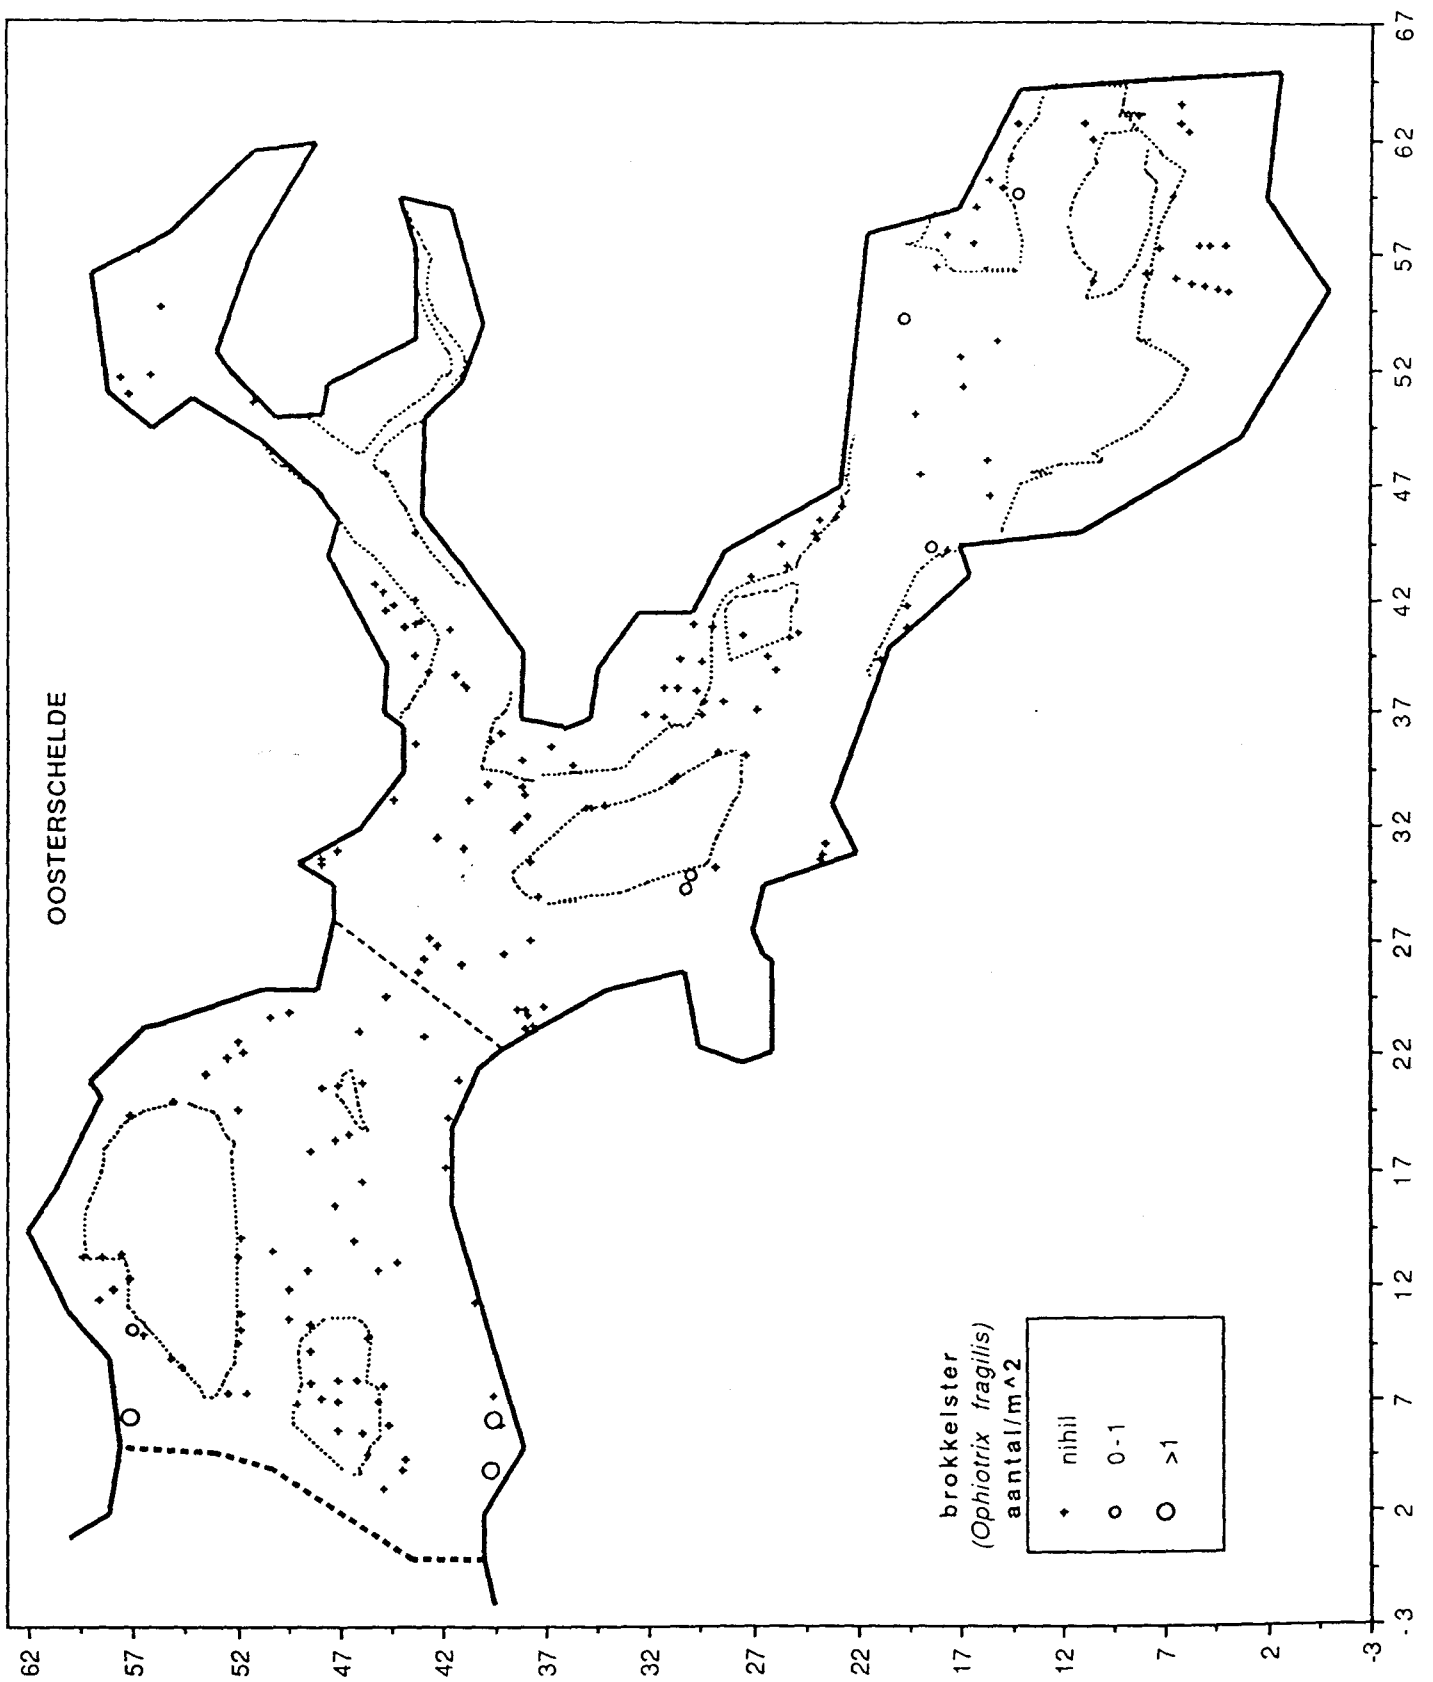 OOSTERSCHELDE
62
57
52
47
42
37
32
27
22
17
12
7
2
-3
-3 2 7 12 17 22 27 32 37 42 47 52 57 62 67
brokkelster
(Ophiotrix fragilis)
aantal/m^2
+ nihil
o 0-1
O >1